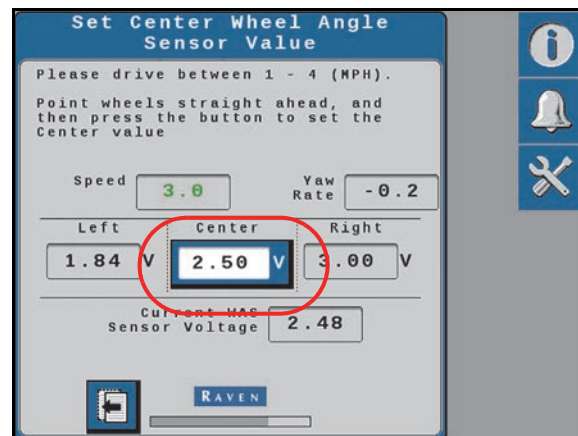 Set Center Wheel Angle
Sensor Value
Please drive between 1 - 4 (MPH).
Point wheels straight ahead, and
then press the button to set the
Center value
Speed 3.0 Yaw Rate -0.2
Left Center Right
1.84 V 2.50 V 3.00 V
Current WAS
Sensor Voltage 2.48
RAVEN